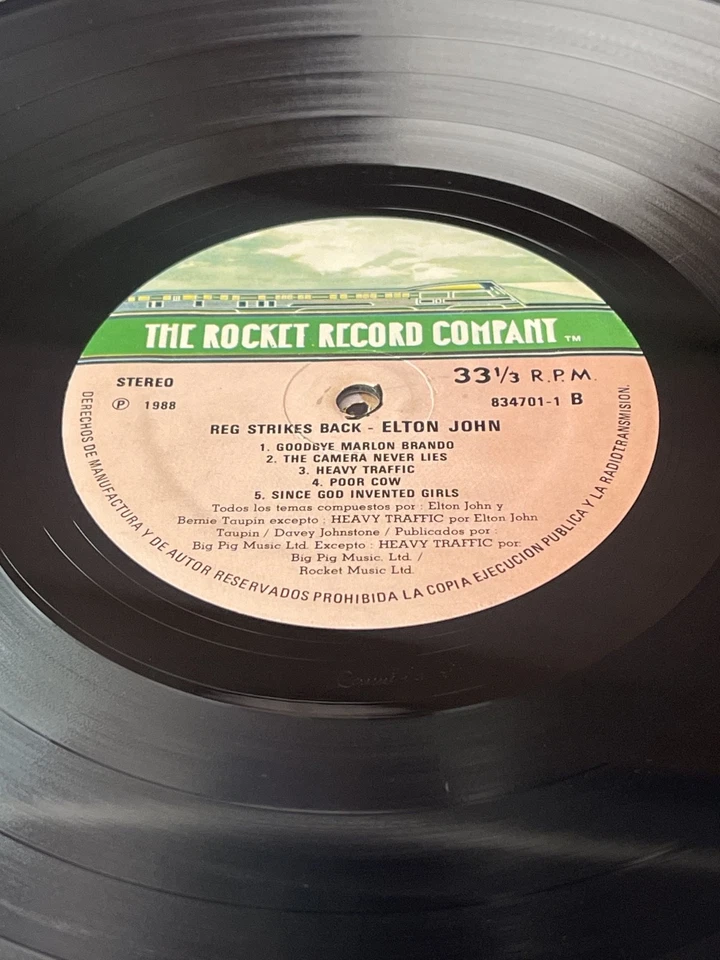 THE ROCKET RECORD COMPANY ™
STEREO
33 1/3 R.P.M.
Ⓟ 1988
834701-1 B
REG STRIKES BACK - ELTON JOHN
1. GOODBYE MARLON BRANDO
2. THE CAMERA NEVER LIES
3. HEAVY TRAFFIC
4. POOR COW
5. SINCE GOD INVENTED GIRLS
Todos los temas compuestos por : Elton John y
Bernie Taupin excepto : HEAVY TRAFFIC por Elton John
Taupin / Davey Johnstone / Publicados por :
Big Pig Music Ltd. Excepto : HEAVY TRAFFIC por:
Big Pig Music. Ltd. /
Rocket Music Ltd.
DERECHOS DE MANUFACTURA Y DE AUTOR RESERVADOS PROHIBIDA LA COPIA EJECUCION PUBLICA Y LA RADIOTRANSMISION.